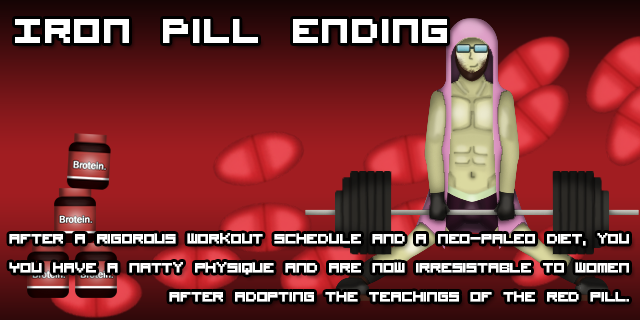 IRON PILL ENDING
Brotein.
Brotein.
AFTER A RIGOROUS WORKOUT SCHEDULE AND A NEO-PALEO DIET, YOU
YOU HAVE A NATTY PHYSIQUE AND ARE NOW IRRESISTABLE TO WOMEN
AFTER ADOPTING THE TEACHINGS OF THE RED PILL.
Brotein. Brotein.